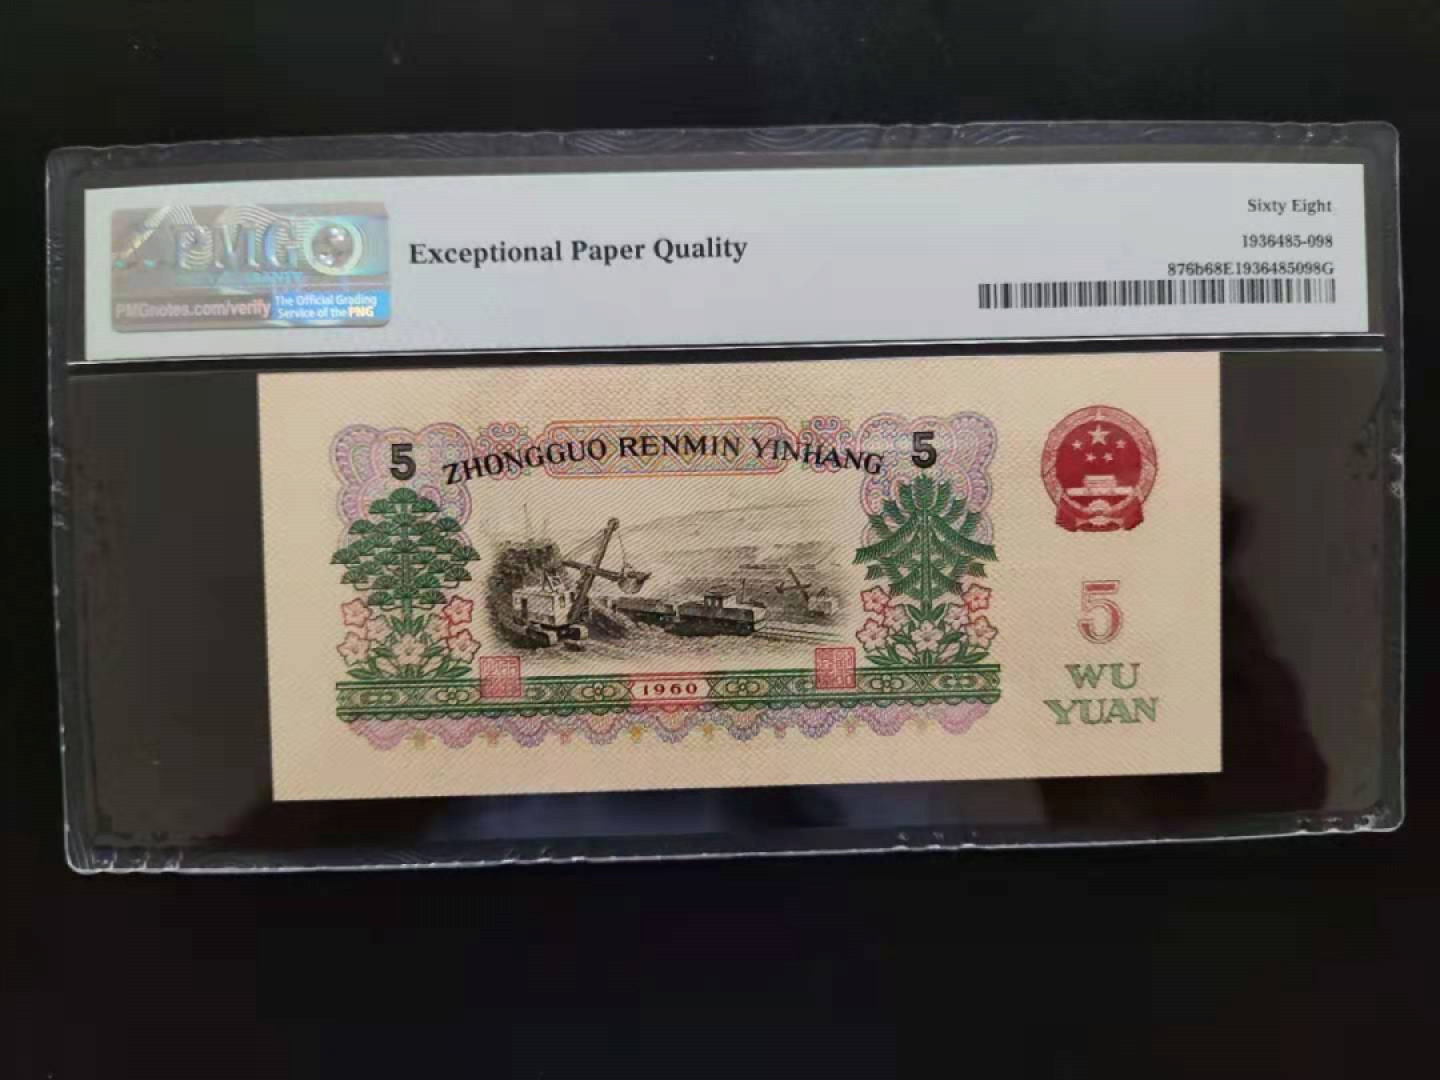 PMG
PMGnotes.com/verify
The Official Grading
Service of the PNG
Exceptional Paper Quality
Sixty Eight
1936485-098
876b68E1936485098G
5 ZHONGGUO RENMIN YINHANG 5
1960
5
WU
YUAN